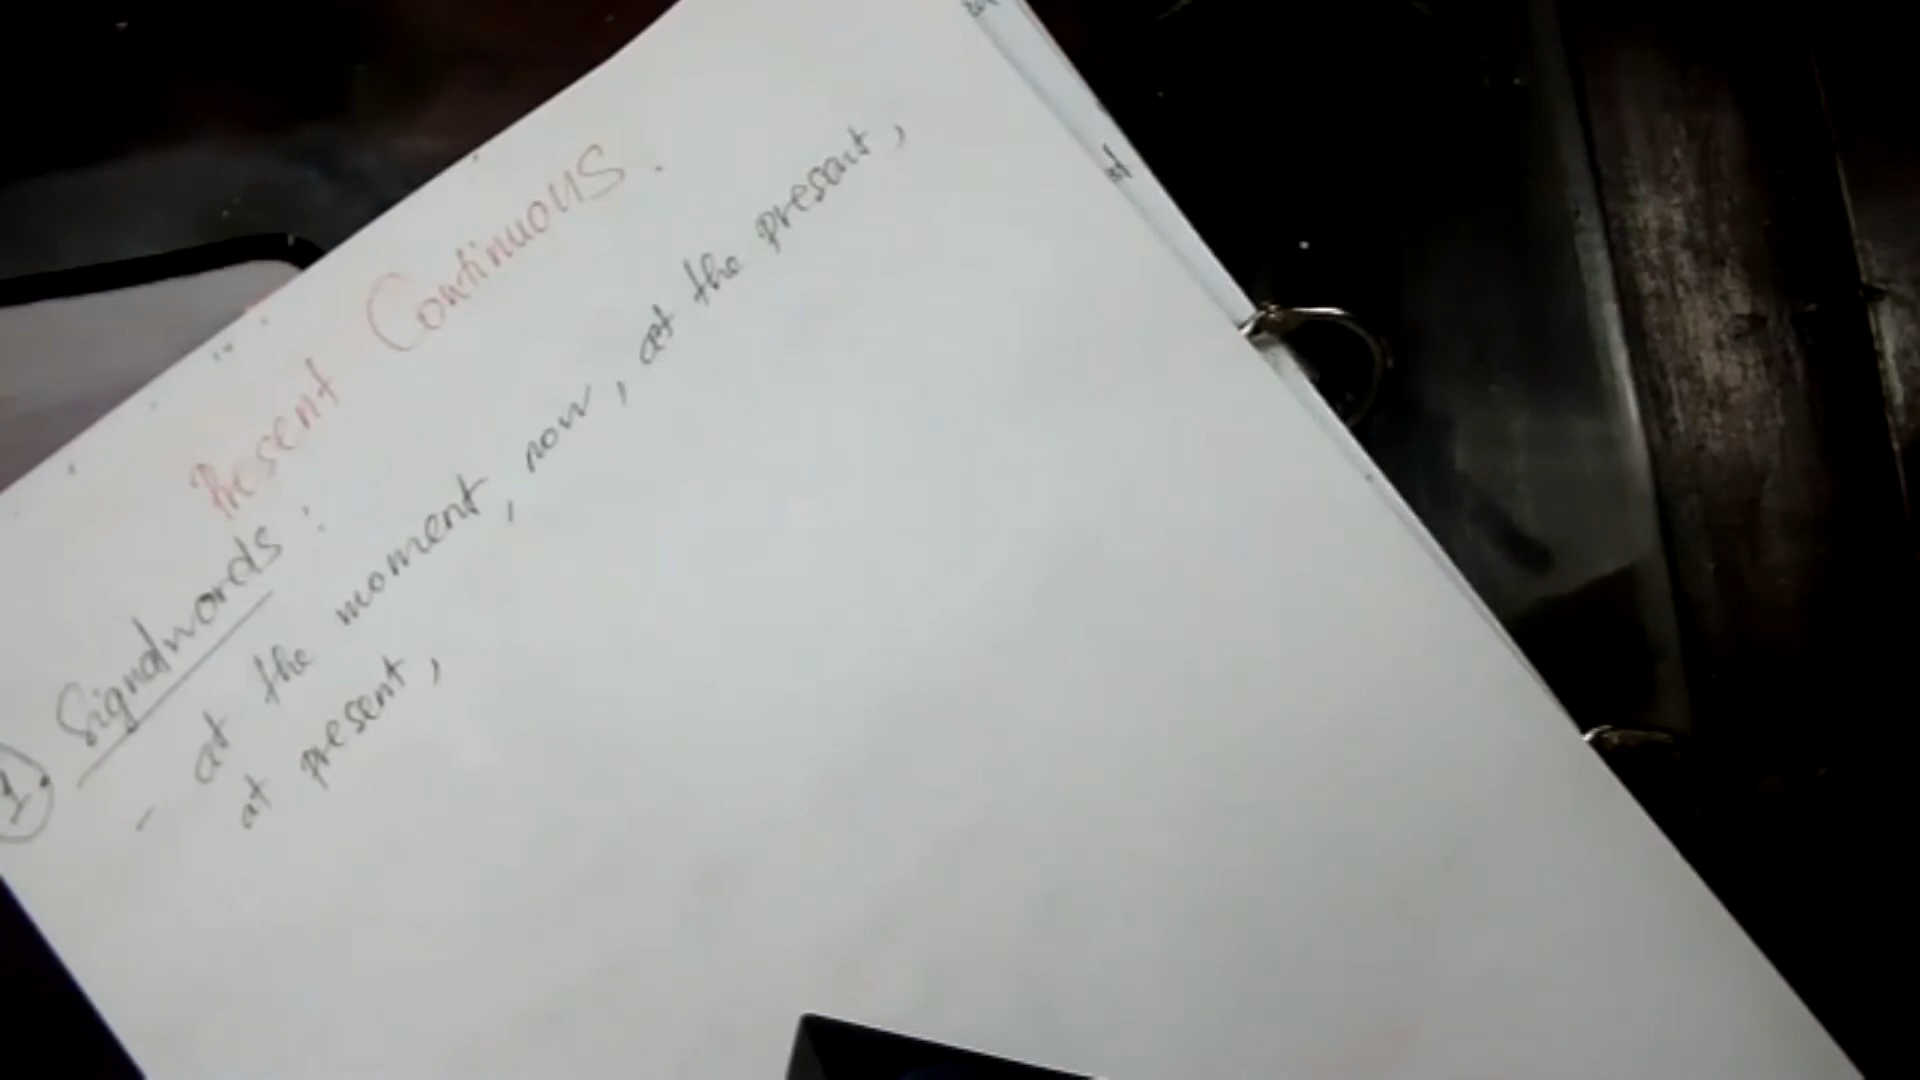 Present Continuous.
1. Signalwords:
- at the moment, now, at the present,
at present,